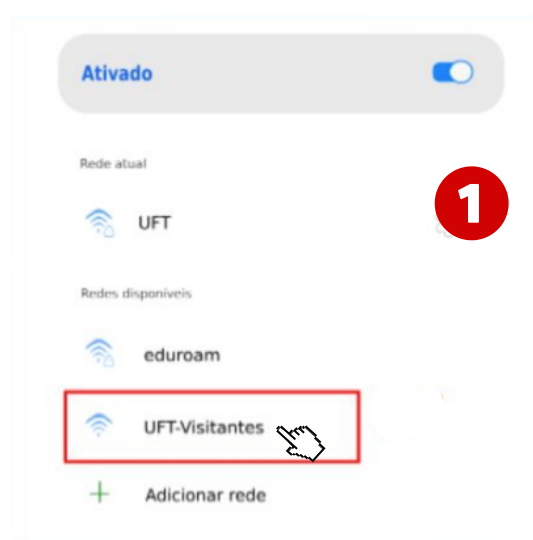 Ativado
Rede atual
1
UFT
Redes disponíveis
eduroam
UFT-Visitantes
Adicionar rede